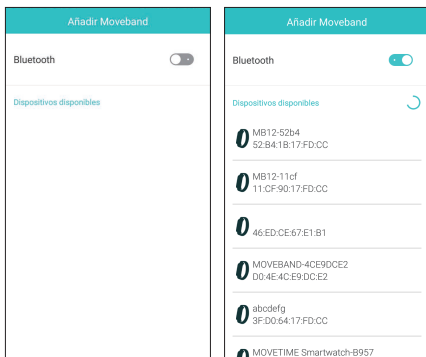 Añadir Moveband
Bluetooth
Dispositivos disponibles
Añadir Moveband
Bluetooth
Dispositivos disponibles
MB12-52b4
52:B4:1B:17:FD:CC
MB12-11cf
11:CF:90:17:FD:CC
46:ED:CE:67:E1:B1
MOVEBAND-4CE9DCE2
D0:4E:4C:E9:DC:E2
abcdefg
3F:D0:64:17:FD:CC
MOVETIME Smartwatch-B957